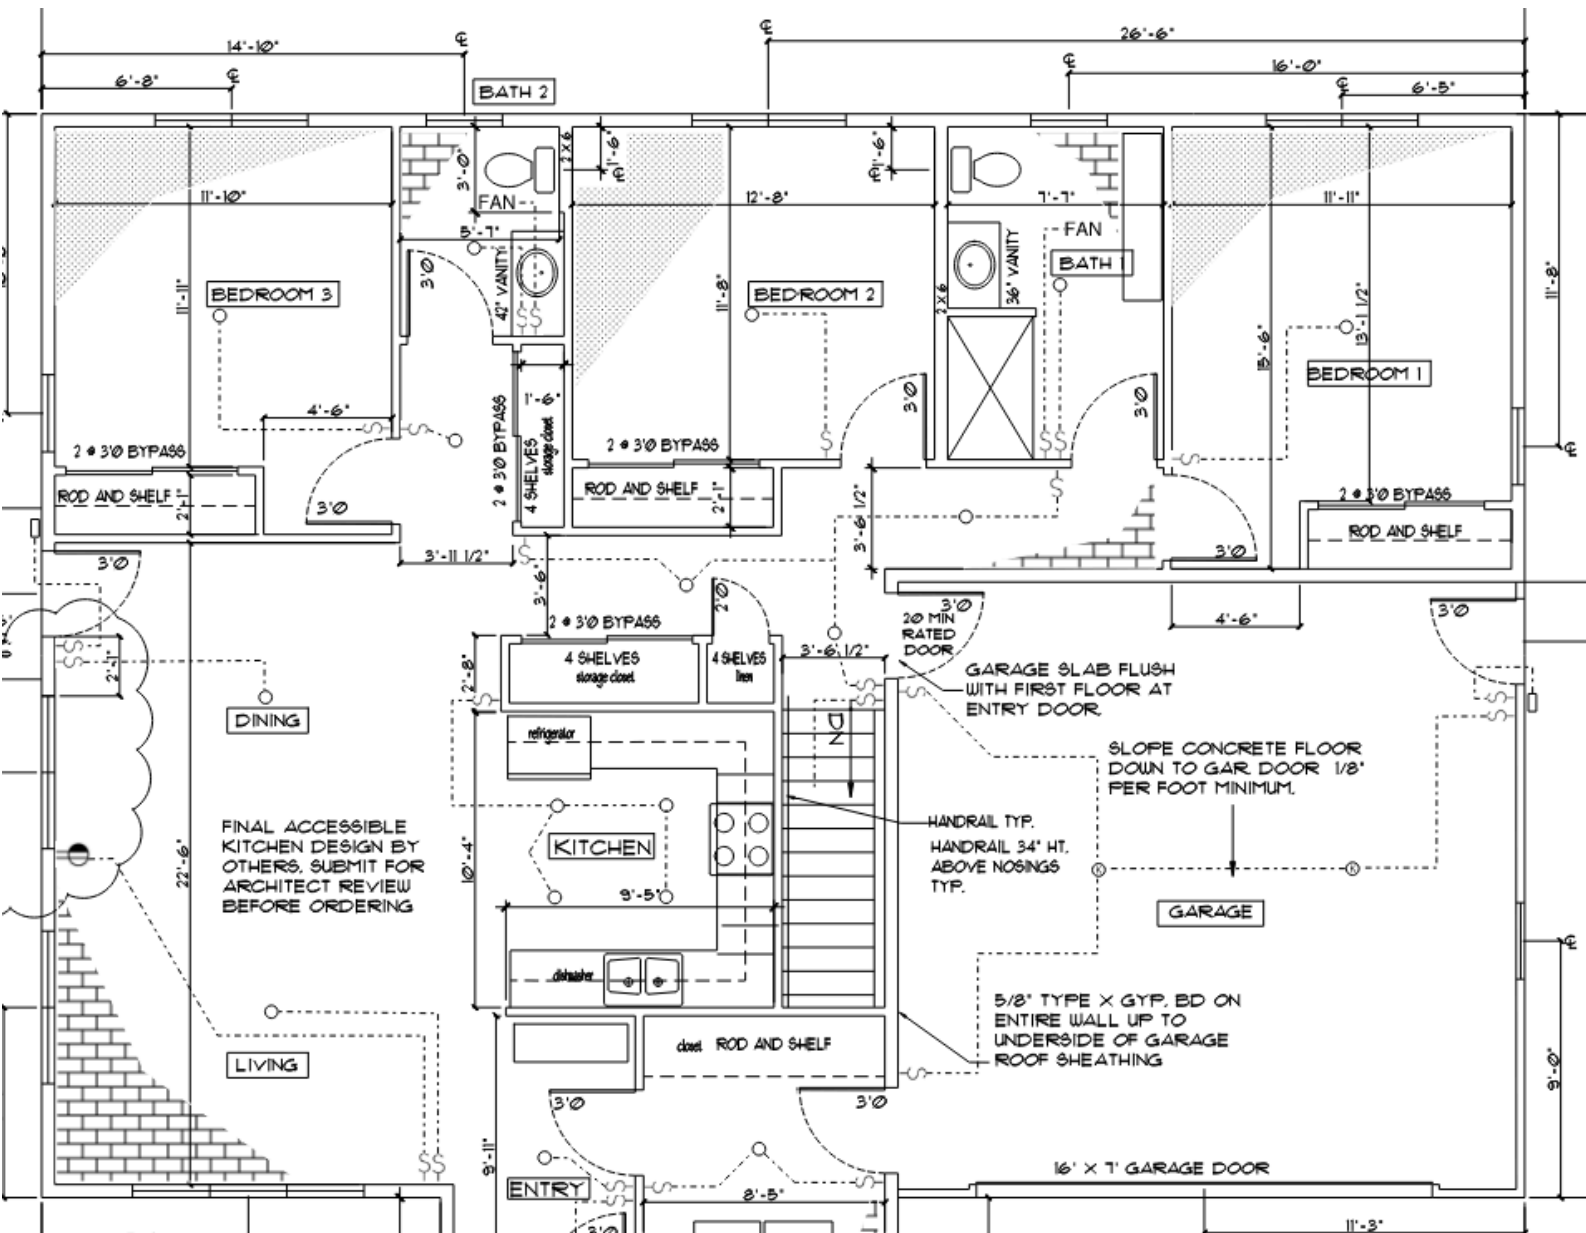 14'-10"
26'-6"
16'-0"
6'-8"
6'-5"
BATH 2
2 X 6
1'-6"
1'-6"
3'-0"
11'-10"
FAN
12'-8"
7'-7"
11'-11"
5'-7"
FAN
BATH 1
3'0
42" VANITY
36" VANITY
2 X 6
BEDROOM 3
BEDROOM 2
11'-11"
11'-8"
15'-6"
13'-1 1/2"
11'-8"
BEDROOM 1
3'0
3'0
4'-6"
1'-6"
2 @ 3'0 BYPASS
2 @ 3'0 BYPASS
4 SHELVES
storage closet
2 @ 3'0 BYPASS
2 @ 3'0 BYPASS
ROD AND SHELF
2'-1"
3'0
ROD AND SHELF
2'-1"
3'-6 1/2"
ROD AND SHELF
3'0
3'-11 1/2"
3'0
3'-6"
2'0
3'0
3'0
2 @ 3'0 BYPASS
20 MIN
RATED
DOOR
4'-6"
2'-1"
2'-8"
4 SHELVES
storage closet
4 SHELVES
linen
3'-6 1/2"
GARAGE SLAB FLUSH
WITH FIRST FLOOR AT
ENTRY DOOR.
DINING
refrigerator
DN
SLOPE CONCRETE FLOOR
DOWN TO GAR. DOOR 1/8"
PER FOOT MINIMUM.
FINAL ACCESSIBLE
KITCHEN DESIGN BY
OTHERS. SUBMIT FOR
ARCHITECT REVIEW
BEFORE ORDERING
22'-6"
10'-4"
KITCHEN
9'-5"
HANDRAIL TYP.
HANDRAIL 34" HT.
ABOVE NOSINGS
TYP.
GARAGE
dishwasher
5/8" TYPE X GYP. BD ON
ENTIRE WALL UP TO
UNDERSIDE OF GARAGE
ROOF SHEATHING
LIVING
closet ROD AND SHELF
9'-0"
3'0
3'0
9'-11"
16' X 7' GARAGE DOOR
ENTRY
8'-5"
3'0
11'-3"